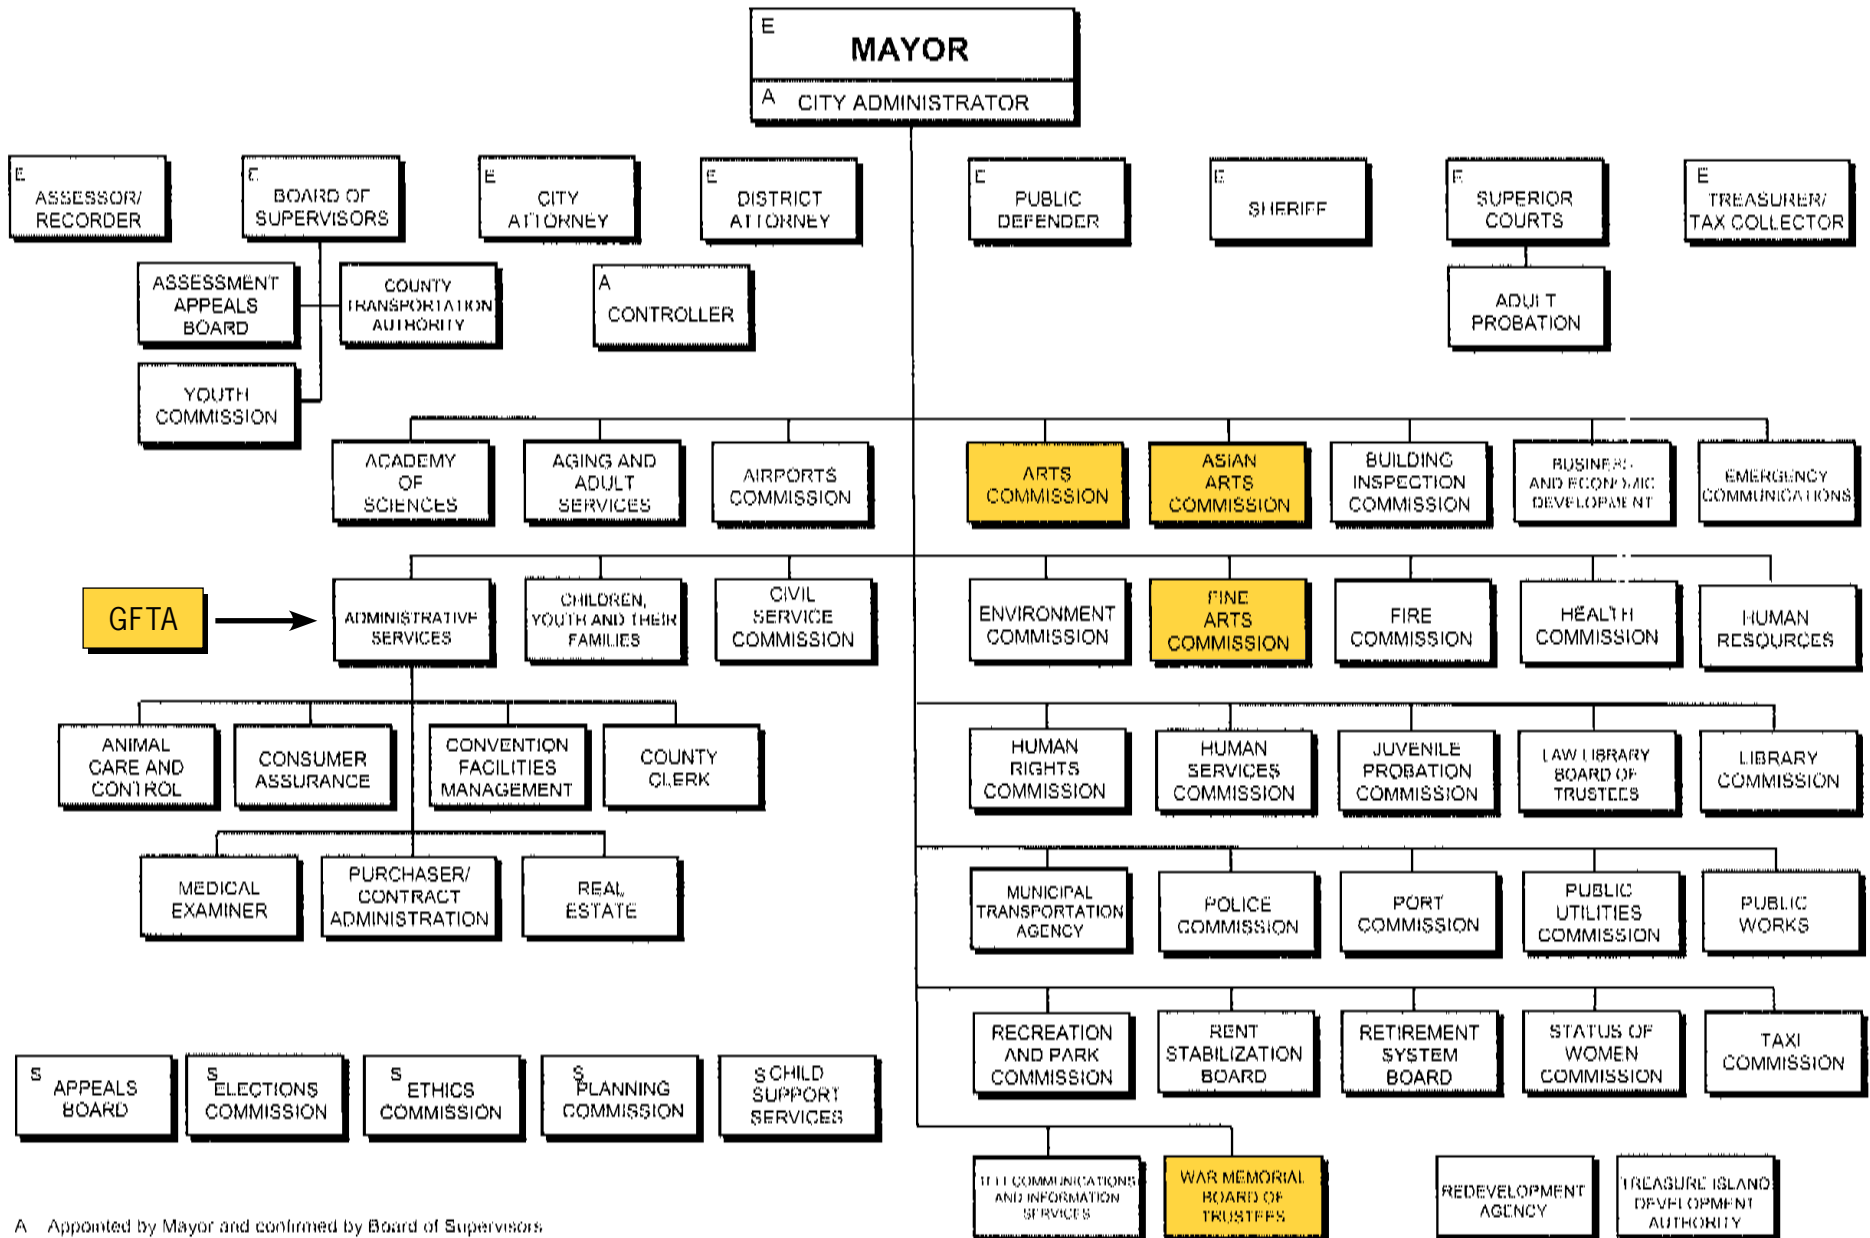 E
MAYOR
A CITY ADMINISTRATOR
E
ASSESSOR/
RECORDER
E
BOARD OF
SUPERVISORS
E
CITY
ATTORNEY
E
DISTRICT
ATTORNEY
E
PUBLIC
DEFENDER
E
SHERIFF
E
SUPERIOR
COURTS
E
TREASURER/
TAX COLLECTOR
ASSESSMENT
APPEALS
BOARD
COUNTY
TRANSPORTATION
AUTHORITY
A
CONTROLLER
ADULT
PROBATION
YOUTH
COMMISSION
ACADEMY
OF
SCIENCES
AGING AND
ADULT
SERVICES
AIRPORTS
COMMISSION
ARTS
COMMISSION
ASIAN
ARTS
COMMISSION
BUILDING
INSPECTION
COMMISSION
BUSINESS
AND ECONOMIC
DEVELOPMENT
EMERGENCY
COMMUNICATIONS
GFTA
ADMINISTRATIVE
SERVICES
CHILDREN,
YOUTH AND THEIR
FAMILIES
CIVIL
SERVICE
COMMISSION
ENVIRONMENT
COMMISSION
FINE
ARTS
COMMISSION
FIRE
COMMISSION
HEALTH
COMMISSION
HUMAN
RESOURCES
ANIMAL
CARE AND
CONTROL
CONSUMER
ASSURANCE
CONVENTION
FACILITIES
MANAGEMENT
COUNTY
CLERK
HUMAN
RIGHTS
COMMISSION
HUMAN
SERVICES
COMMISSION
JUVENILE
PROBATION
COMMISSION
LAW LIBRARY
BOARD OF
TRUSTEES
LIBRARY
COMMISSION
MEDICAL
EXAMINER
PURCHASER/
CONTRACT
ADMINISTRATION
REAL
ESTATE
MUNICIPAL
TRANSPORTATION
AGENCY
POLICE
COMMISSION
PORT
COMMISSION
PUBLIC
UTILITIES
COMMISSION
PUBLIC
WORKS
RECREATION
AND PARK
COMMISSION
RENT
STABILIZATION
BOARD
RETIREMENT
SYSTEM
BOARD
STATUS OF
WOMEN
COMMISSION
TAXI
COMMISSION
S
APPEALS
BOARD
S
ELECTIONS
COMMISSION
S
ETHICS
COMMISSION
S
PLANNING
COMMISSION
S CHILD
SUPPORT
SERVICES
TELECOMMUNICATIONS
AND INFORMATION
SERVICES
WAR MEMORIAL
BOARD OF
TRUSTEES
REDEVELOPMENT
AGENCY
TREASURE ISLAND
DEVELOPMENT
AUTHORITY
A Appointed by Mayor and confirmed by Board of Supervisors